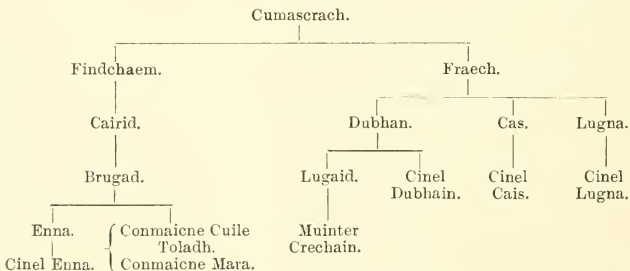 Cumascrach.
Findchaem. Fraech.
Cairid. Dubhan. Cas. Lugna.
Brugad. Lugaid. Cinel Cinel Cinel
Dubhain. Cais. Lugna.
Enna. Conmaicne Cuile Muinter
Toladh. Crechain.
Cinel Enna. Conmaicne Mara.